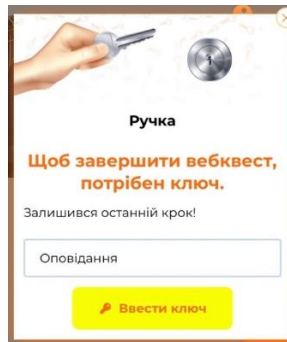 Ручка
Щоб завершити вебквест,
потрібен ключ.
Залишився останній крок!
Оповідання
Ввести ключ